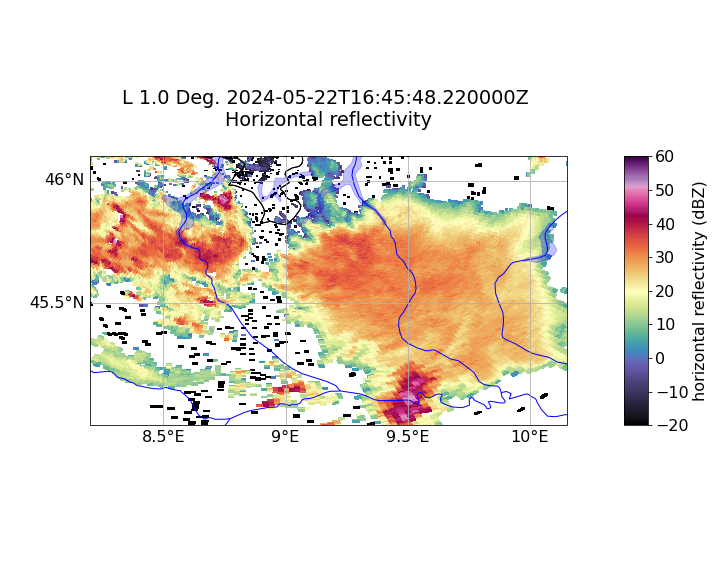 L 1.0 Deg. 2024-05-22T16:45:48.220000Z
Horizontal reflectivity
46°N
45.5°N
8.5°E
9°E
9.5°E
10°E
60
50
40
30
20
10
0
−10
−20
horizontal reflectivity (dBZ)